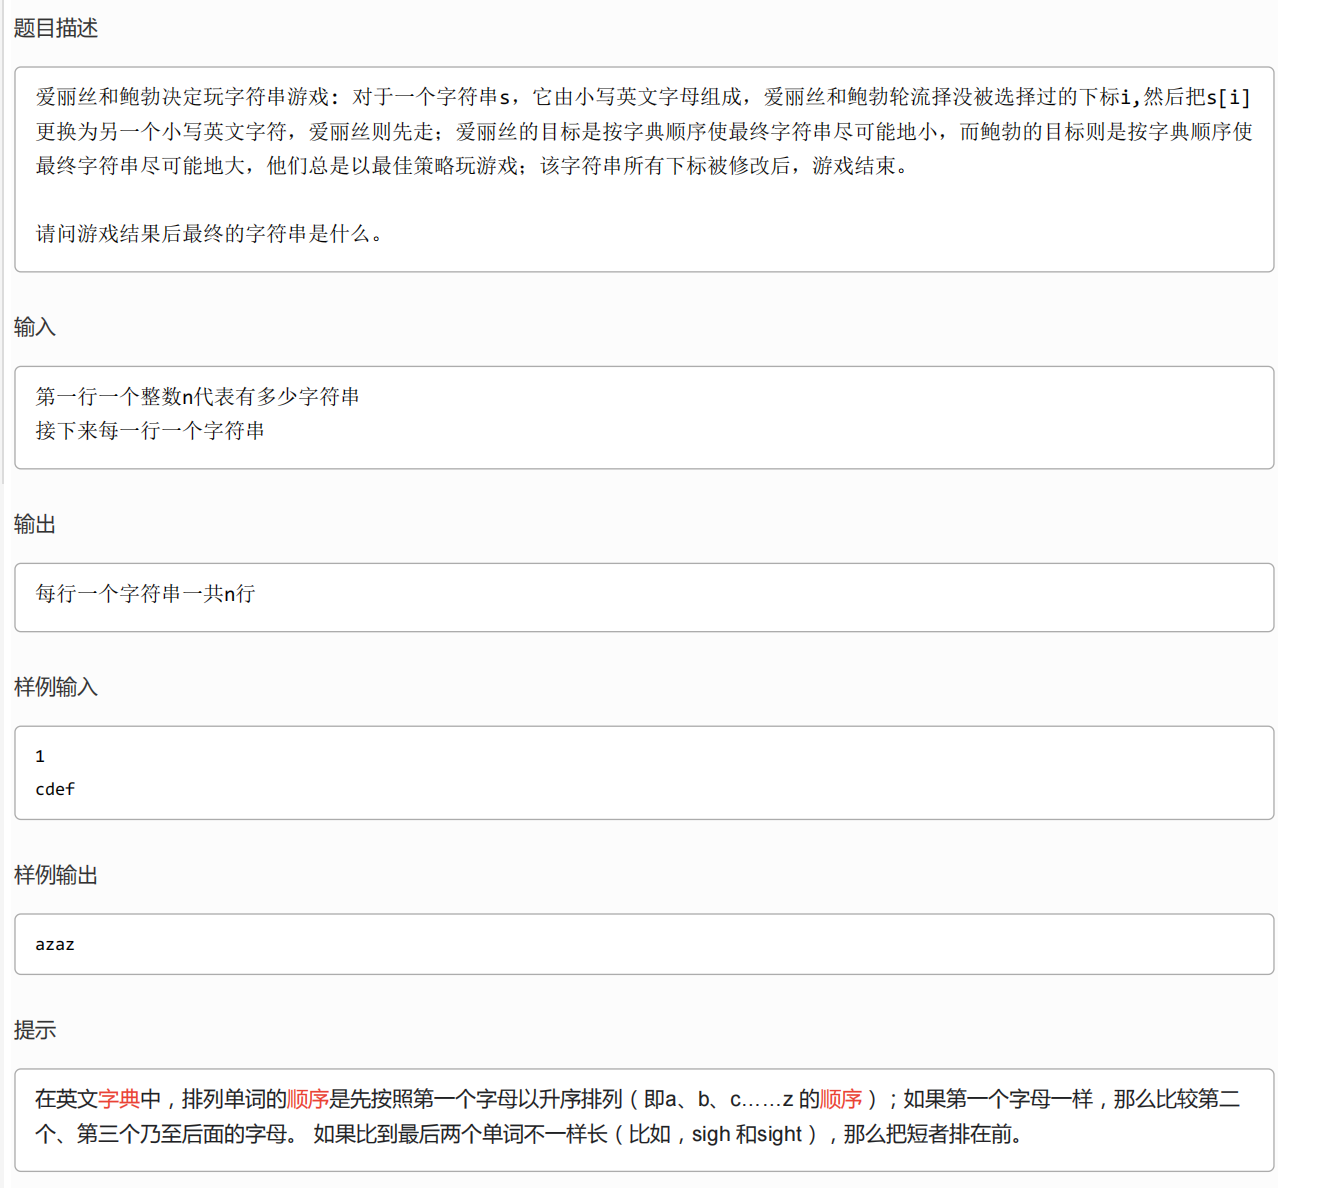 题目描述
爱丽丝和鲍勃决定玩字符串游戏: 对于一个字符串s，它由小写英文字母组成，爱丽丝和鲍勃轮流择没被选择过的下标i,然后把s[i]
更换为另一个小写英文字符，爱丽丝则先走；爱丽丝的目标是按字典顺序使最终字符串尽可能地小，而鲍勃的目标则是按字典顺序使
最终字符串尽可能地大，他们总是以最佳策略玩游戏；该字符串所有下标被修改后，游戏结束。
请问游戏结果后最终的字符串是什么。
输入
第一行一个整数n代表有多少字符串
接下来每一行一个字符串
输出
每行一个字符串一共n行
样例输入
1
cdef
样例输出
azaz
提示
在英文字典中，排列单词的顺序是先按照第一个字母以升序排列（即a、b、c……z 的顺序）；如果第一个字母一样，那么比较第二
个、第三个乃至后面的字母。 如果比到最后两个单词不一样长（比如，sigh 和sight），那么把短者排在前。